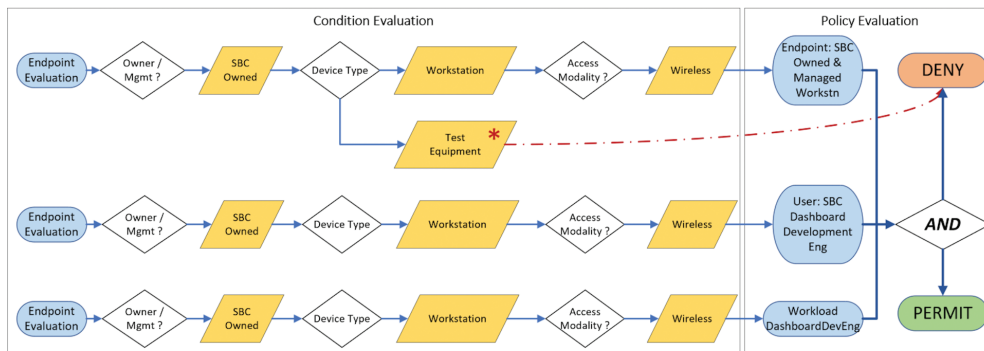 Condition Evaluation
Policy Evaluation
Endpoint
Evaluation
Owner /
Mgmt ?
SBC
Owned
Device Type
Workstation
Access
Modality ?
Wireless
Endpoint: SBC
Owned &
Managed
Workstn
DENY
Test
Equipment
*
Endpoint
Evaluation
Owner /
Mgmt ?
SBC
Owned
Device Type
Workstation
Access
Modality ?
Wireless
User: SBC
Dashboard
Development
Eng
AND
Endpoint
Evaluation
Owner /
Mgmt ?
SBC
Owned
Device Type
Workstation
Access
Modality ?
Wireless
Workload
DashboardDevEng
PERMIT